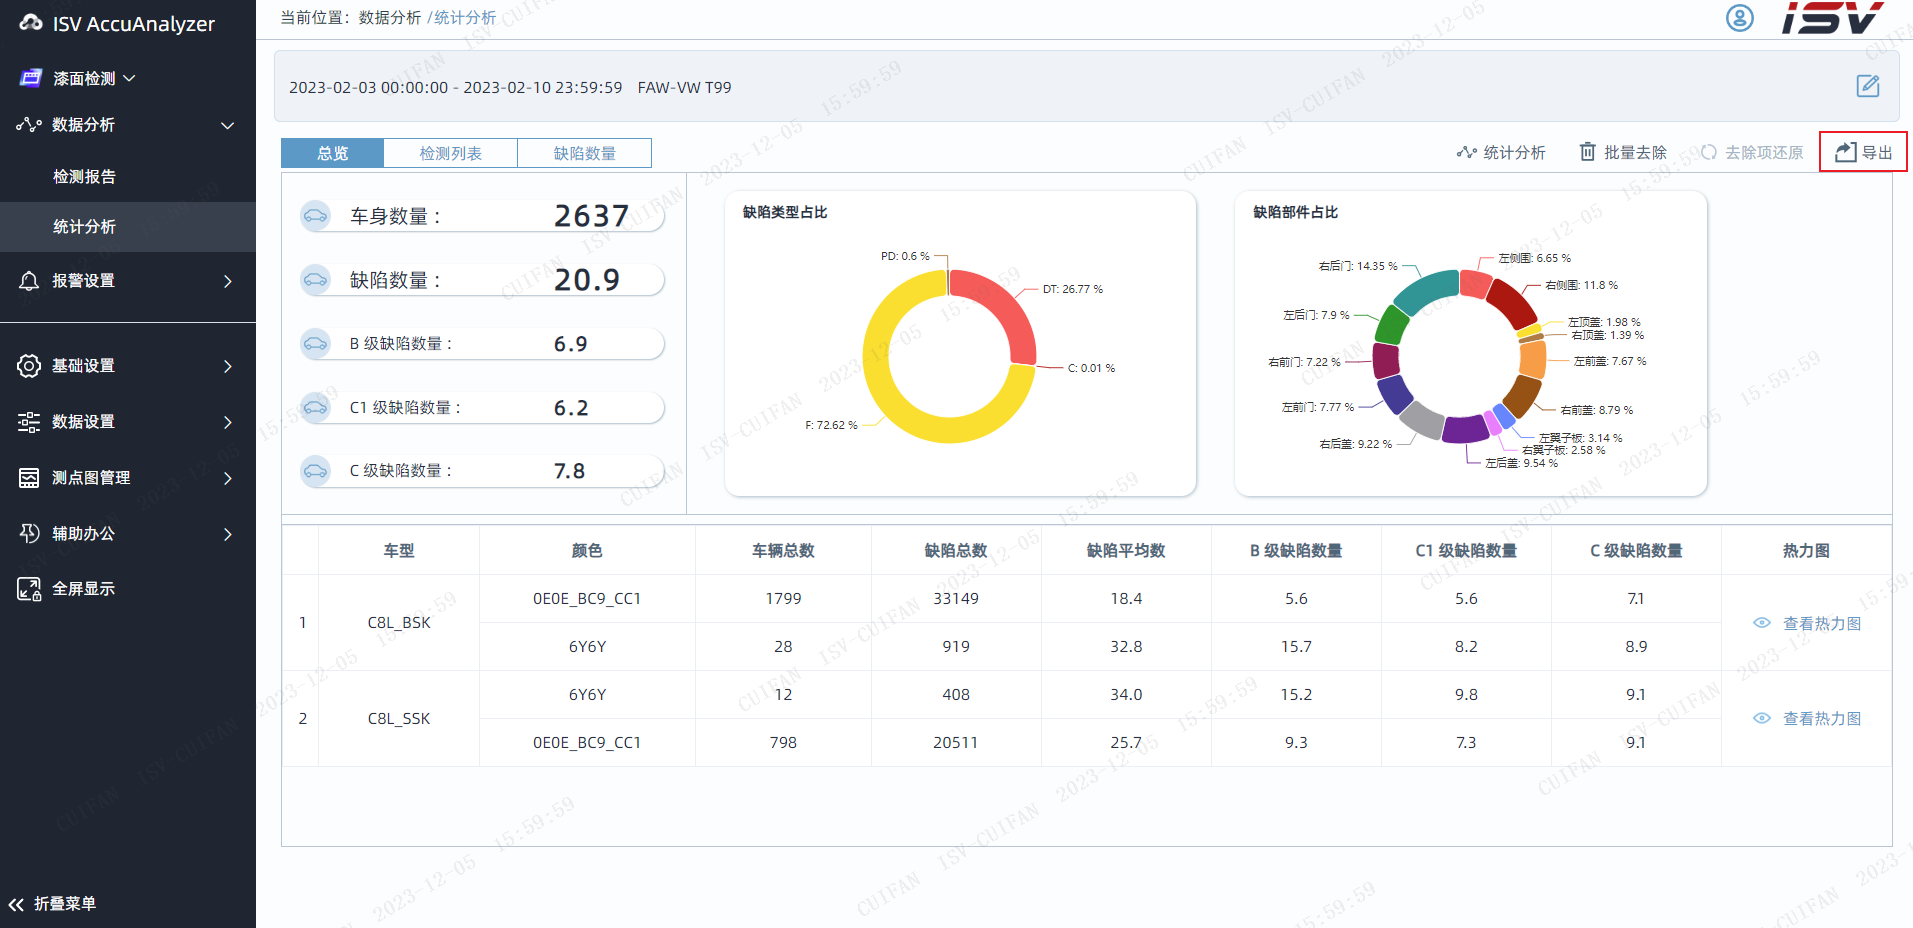 ISV AccuAnalyzer
漆面检测
数据分析
检测报告
统计分析
报警设置
基础设置
数据设置
测点图管理
辅助办公
全屏显示
折叠菜单
当前位置：数据分析 /统计分析
ISV
2023-02-03 00:00:00 - 2023-02-10 23:59:59 FAW-VW T99
总览 检测列表 缺陷数量
统计分析 批量去除 去除项还原 导出
车身数量： 2637
缺陷数量： 20.9
B 级缺陷数量： 6.9
C1 级缺陷数量： 6.2
C 级缺陷数量： 7.8
缺陷类型占比
PD: 0.6 %
DT: 26.77 %
C: 0.01 %
F: 72.62 %
缺陷部件占比
左侧围: 6.65 %
右后门: 14.35 %
右侧围: 11.8 %
左后门: 7.9 %
左顶盖: 1.98 %
右顶盖: 1.39 %
右前门: 7.22 %
左前盖: 7.67 %
左前门: 7.77 %
右前盖: 8.79 %
右后盖: 9.22 %
左翼子板: 3.14 %
右翼子板: 2.58 %
左后盖: 9.54 %
车型 颜色 车辆总数 缺陷总数 缺陷平均数 B 级缺陷数量 C1 级缺陷数量 C 级缺陷数量 热力图
1 C8L_BSK 0E0E_BC9_CC1 1799 33149 18.4 5.6 5.6 7.1 查看热力图
6Y6Y 28 919 32.8 15.7 8.2 8.9
2 C8L_SSK 6Y6Y 12 408 34.0 15.2 9.8 9.1 查看热力图
0E0E_BC9_CC1 798 20511 25.7 9.3 7.3 9.1
ISV-CUIFAN 2023-12-05 15:59:59